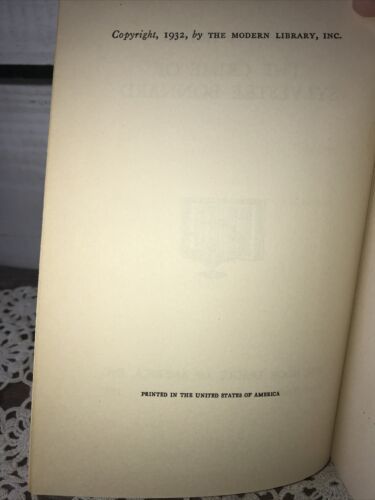 Copyright, 1932, by THE MODERN LIBRARY, INC.
PRINTED IN THE UNITED STATES OF AMERICA